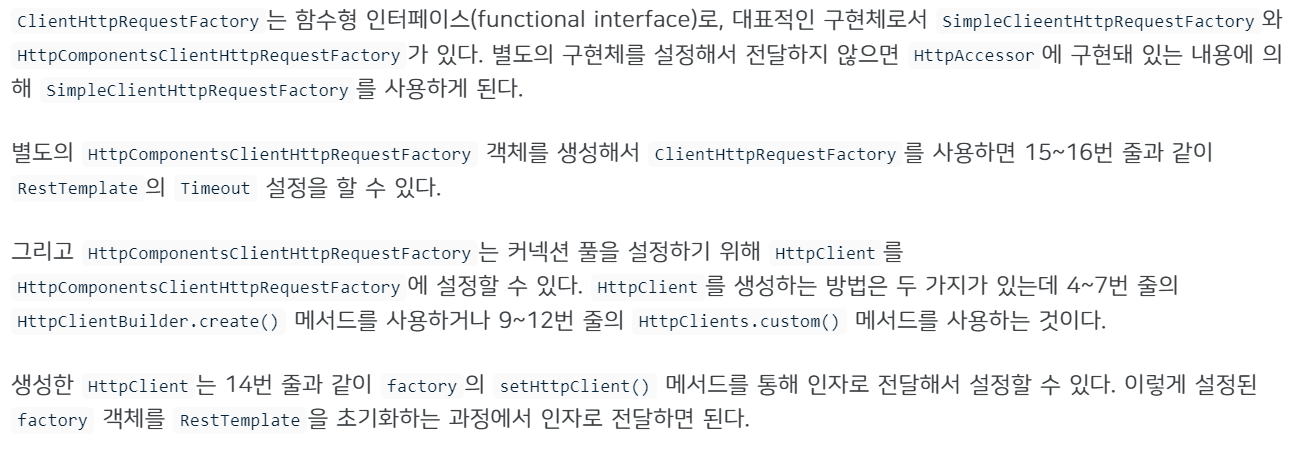 ClientHttpRequestFactory 는 함수형 인터페이스(functional interface)로, 대표적인 구현체로서 SimpleClieentHttpRequestFactory 와
HttpComponentsClientHttpRequestFactory 가 있다. 별도의 구현체를 설정해서 전달하지 않으면 HttpAccessor 에 구현돼 있는 내용에 의
해 SimpleClientHttpRequestFactory 를 사용하게 된다.
별도의 HttpComponentsClientHttpRequestFactory 객체를 생성해서 ClientHttpRequestFactory 를 사용하면 15~16번 줄과 같이
RestTemplate 의 Timeout 설정을 할 수 있다.
그리고 HttpComponentsClientHttpRequestFactory 는 커넥션 풀을 설정하기 위해 HttpClient 를
HttpComponentsClientHttpRequestFactory 에 설정할 수 있다. HttpClient 를 생성하는 방법은 두 가지가 있는데 4~7번 줄의
HttpClientBuilder.create() 메서드를 사용하거나 9~12번 줄의 HttpClients.custom() 메서드를 사용하는 것이다.
생성한 HttpClient 는 14번 줄과 같이 factory 의 setHttpClient() 메서드를 통해 인자로 전달해서 설정할 수 있다. 이렇게 설정된
factory 객체를 RestTemplate 을 초기화하는 과정에서 인자로 전달하면 된다.